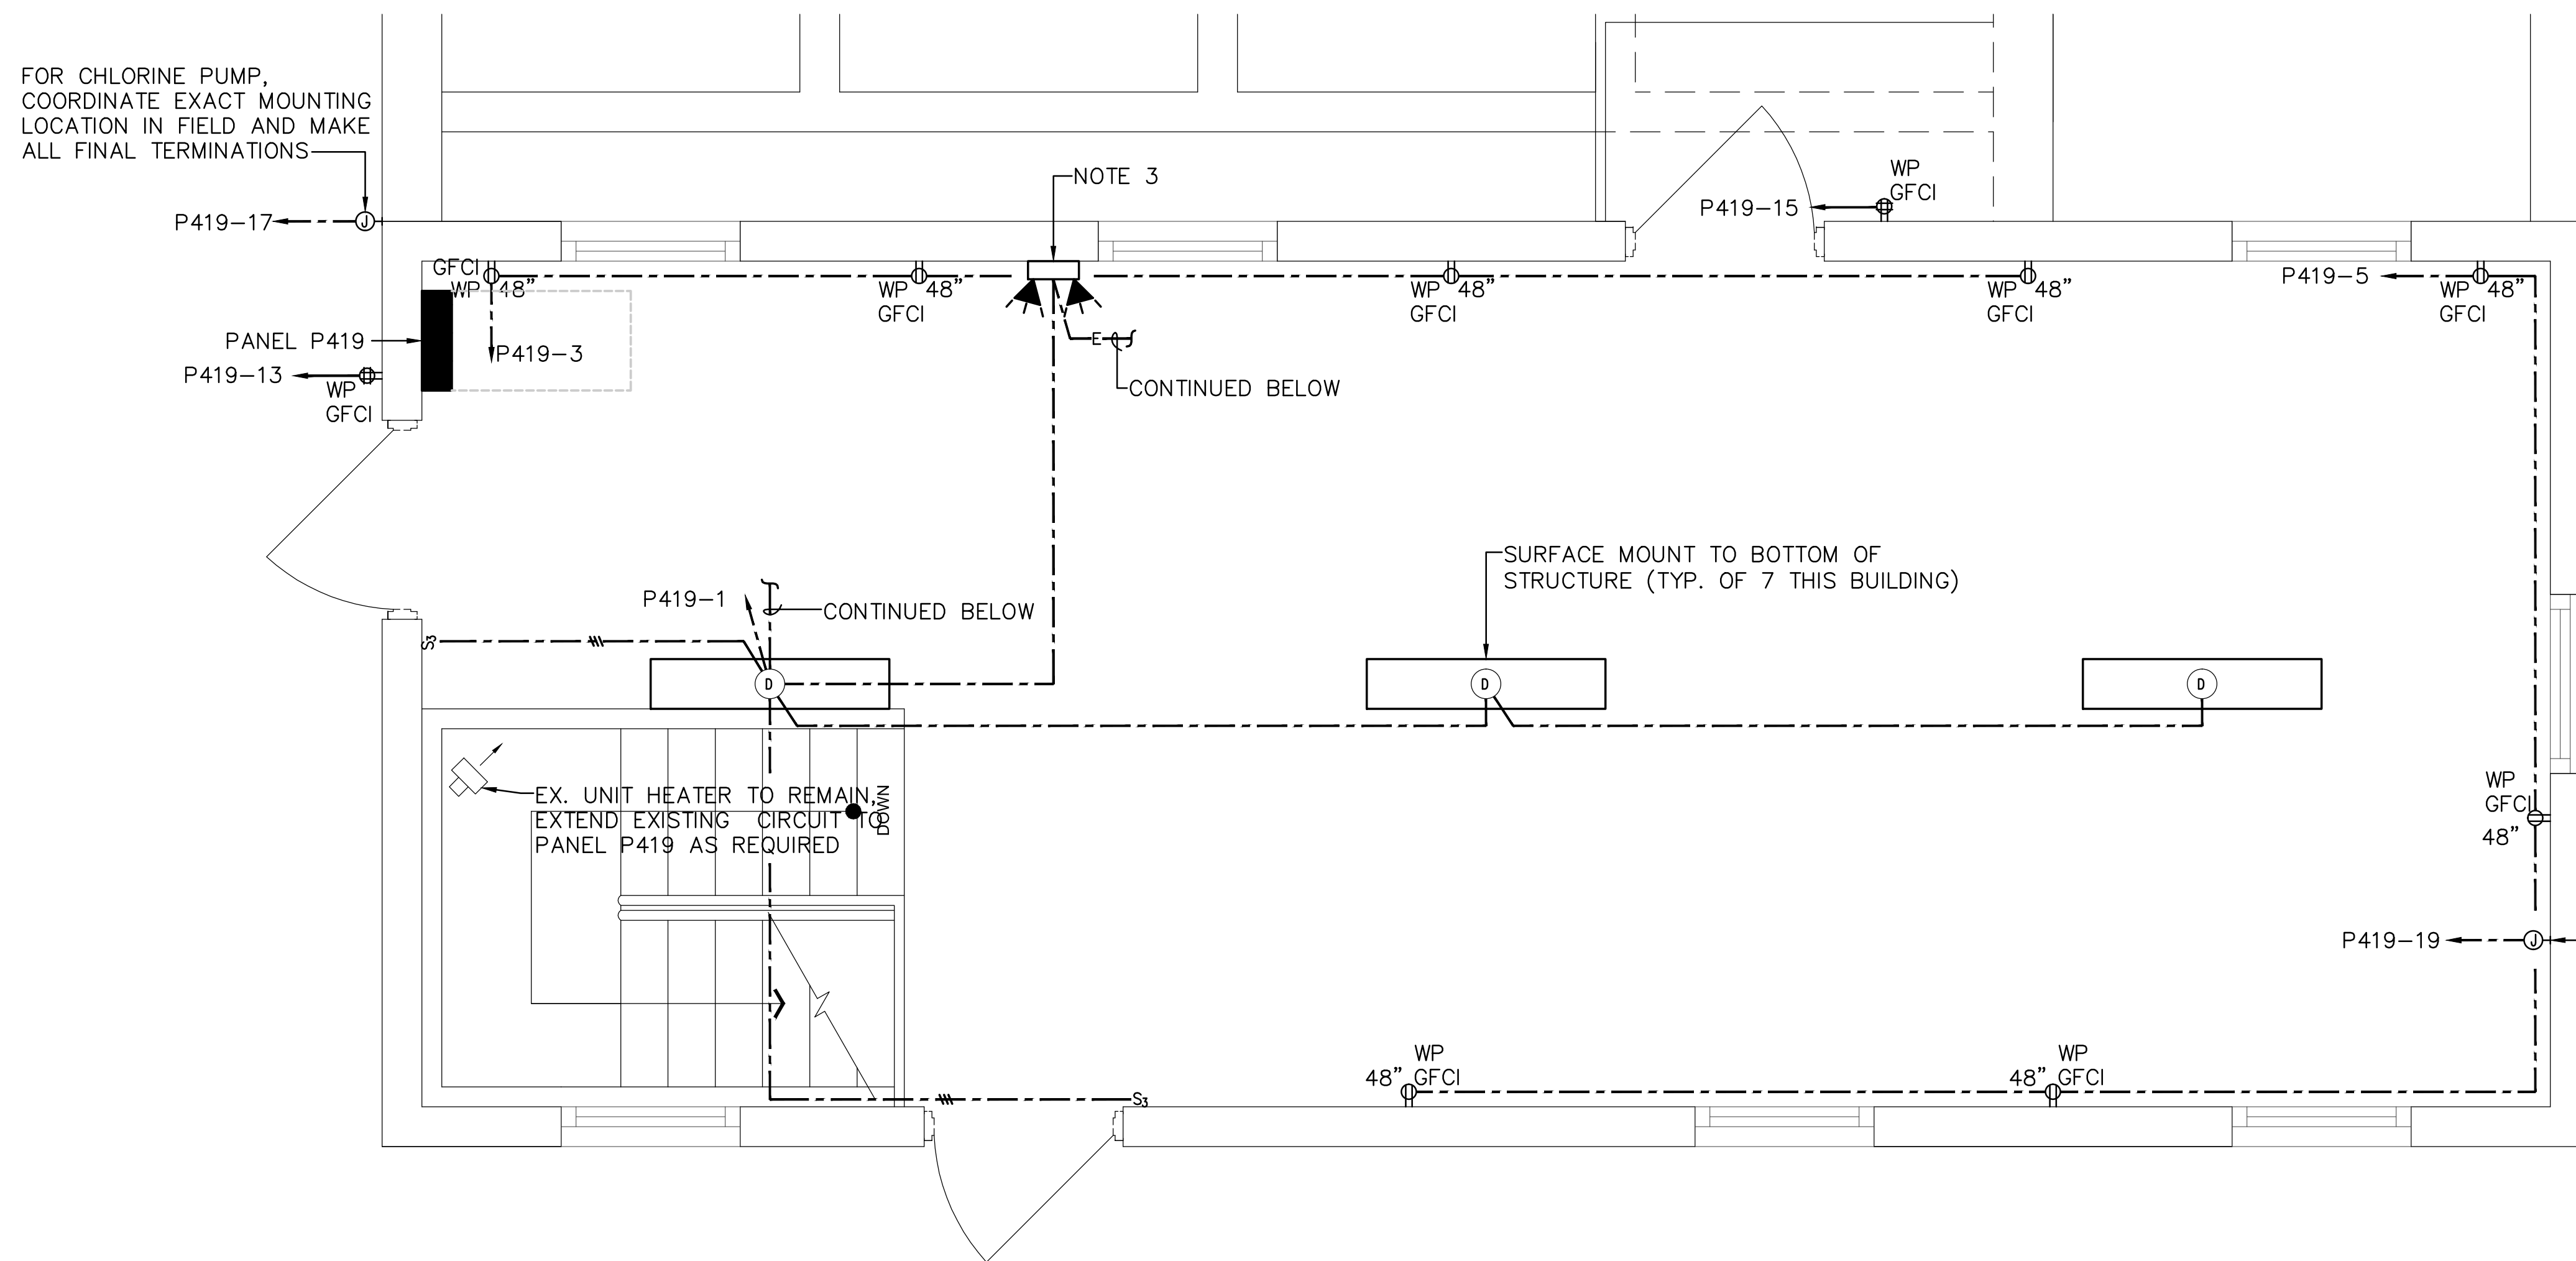 FOR CHLORINE PUMP,
COORDINATE EXACT MOUNTING
LOCATION IN FIELD AND MAKE
ALL FINAL TERMINATIONS
P419-17
J
NOTE 3
WP
GFCI
P419-15
GFCI
WP 48"
WP 48"
GFCI
WP 48"
GFCI
WP 48"
GFCI
P419-5
WP 48"
GFCI
PANEL P419
P419-3
E
CONTINUED BELOW
P419-13
WP
GFCI
SURFACE MOUNT TO BOTTOM OF
STRUCTURE (TYP. OF 7 THIS BUILDING)
P419-1
CONTINUED BELOW
S3
D
D
D
EX. UNIT HEATER TO REMAIN,
EXTEND EXISTING CIRCUIT TO
PANEL P419 AS REQUIRED
DOWN
WP
GFCI
48"
P419-19
J
WP
48" GFCI
WP
48" GFCI
S3